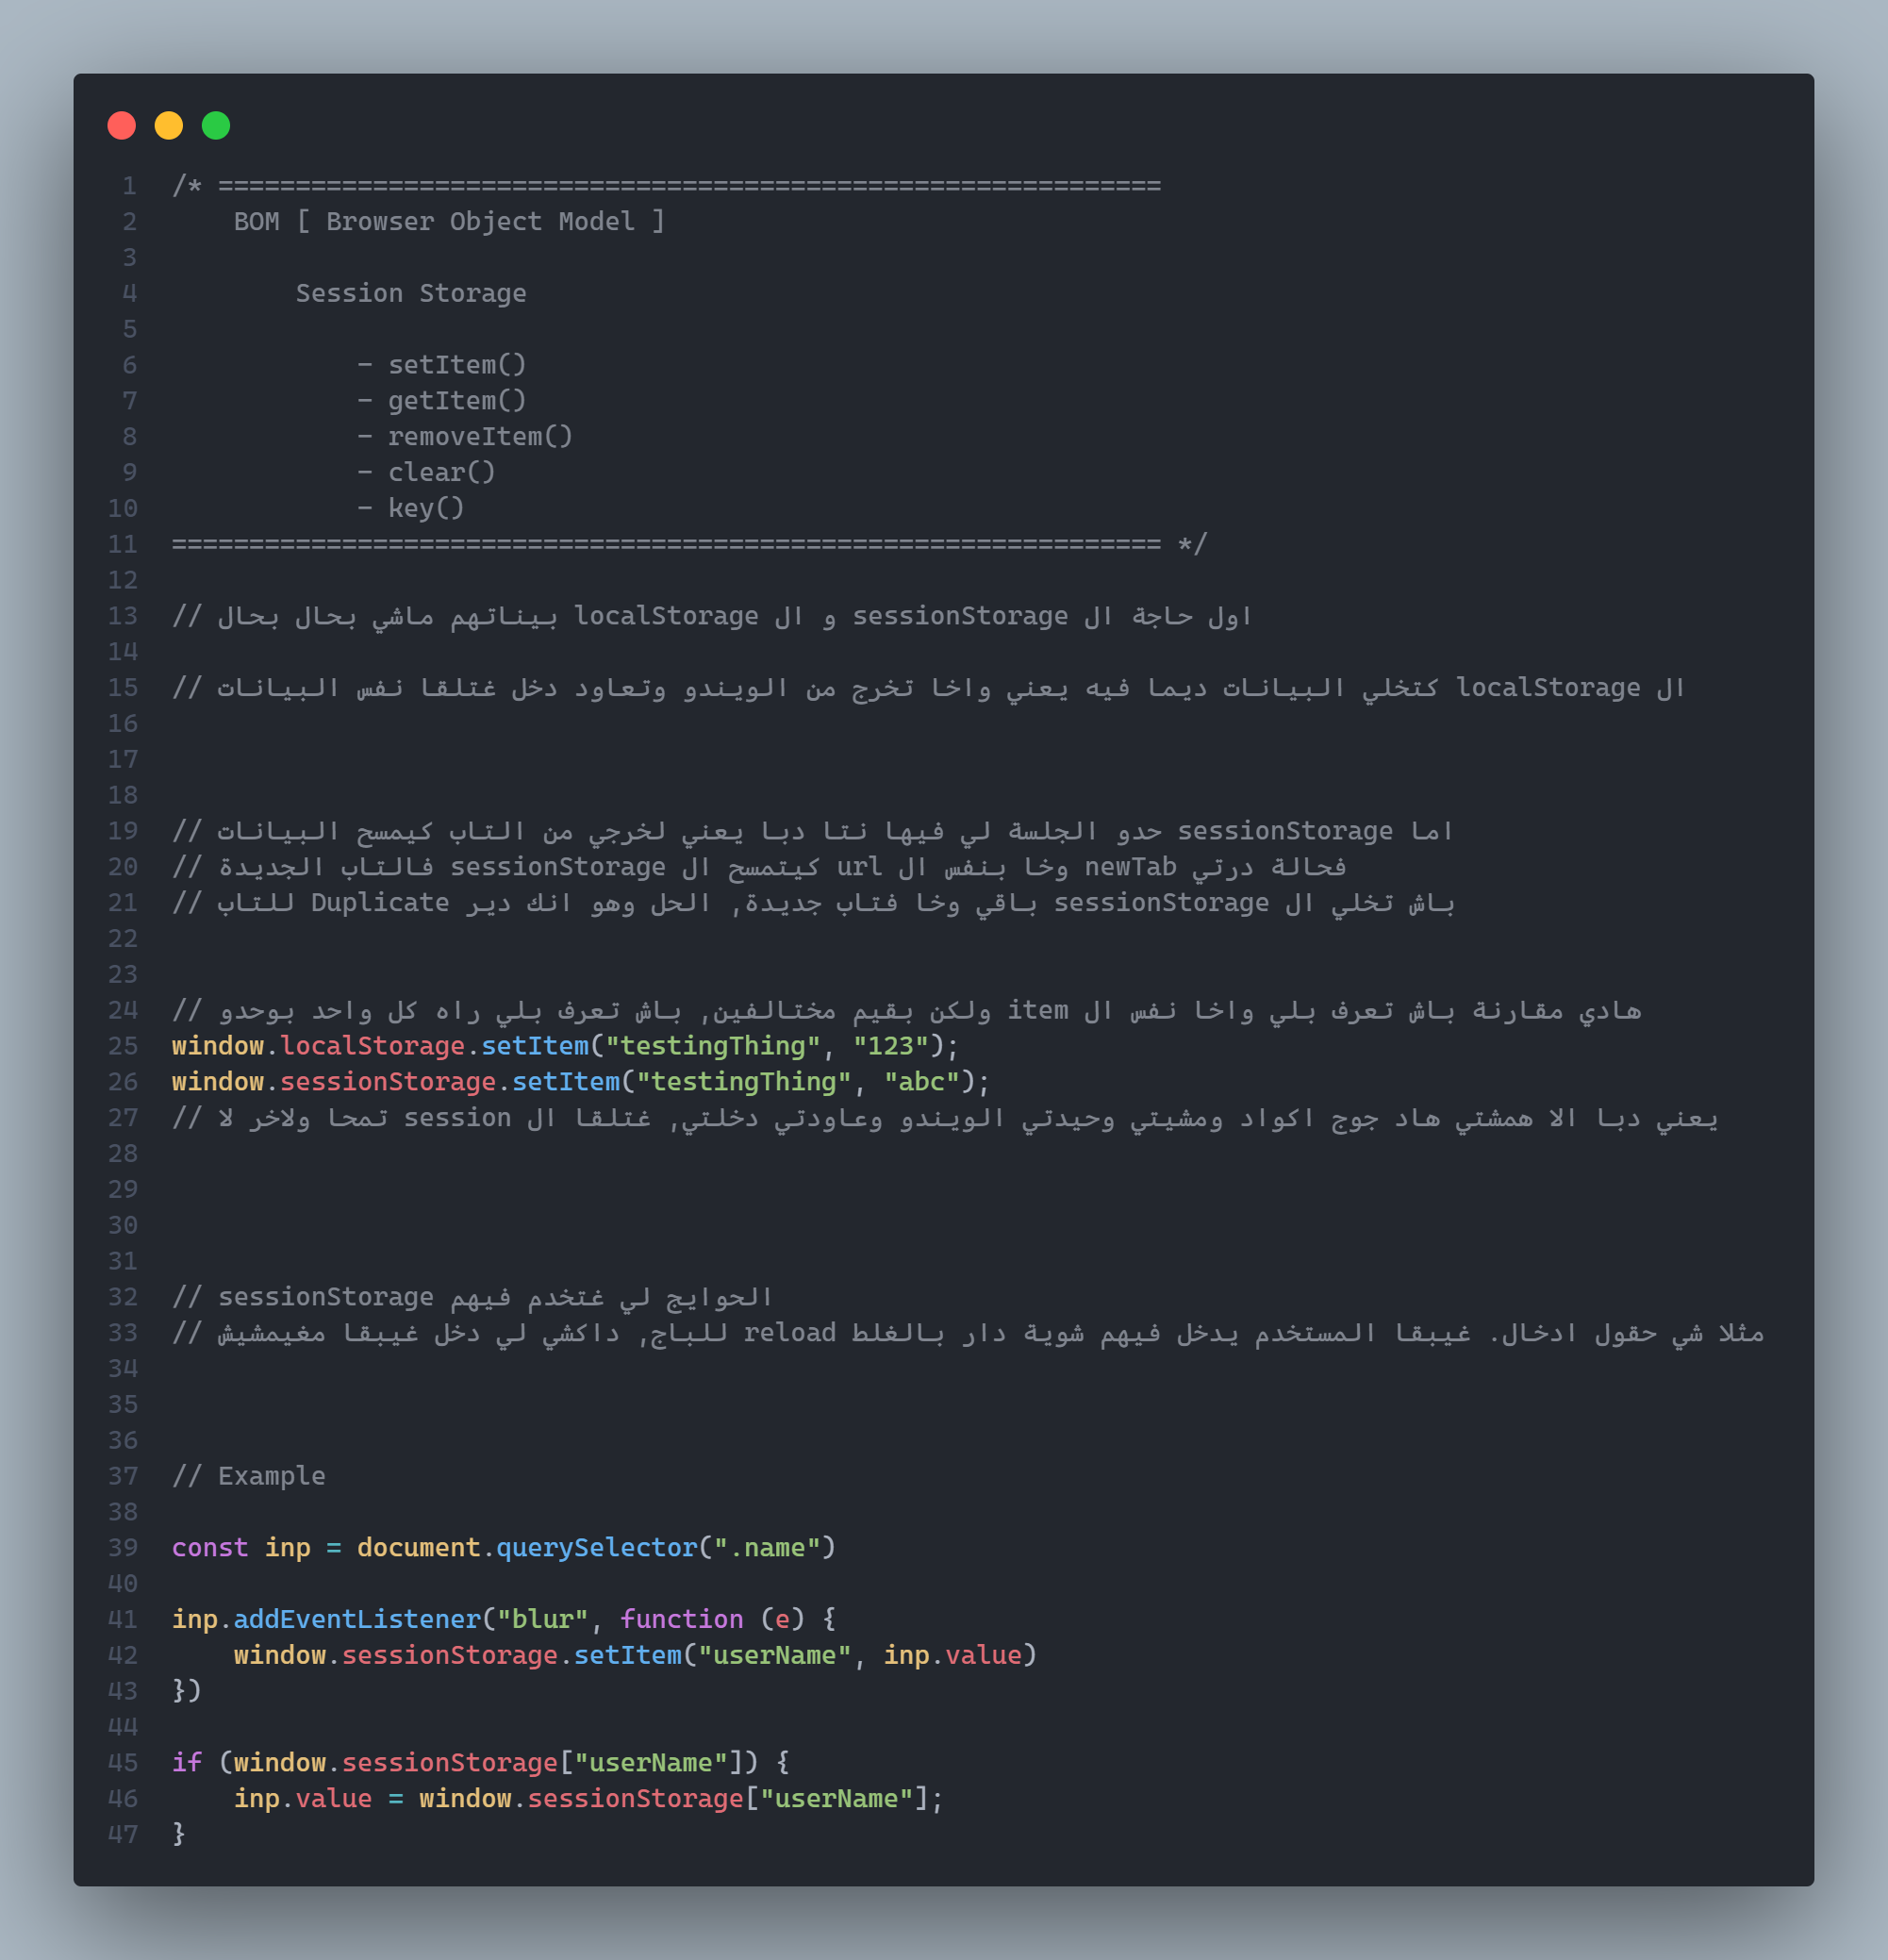 1 /* =============================================================
2 BOM [ Browser Object Model ]
3
4 Session Storage
5
6 - setItem()
7 - getItem()
8 - removeItem()
9 - clear()
10 - key()
11 ================================================================ */
12
13 // اول حاجة ال sessionStorage و ال localStorage بيناتهم ماشي بحال بحال
14
15 // ال localStorage كتخلي البيانات ديما فيه يعني واخا تخرج من الويندو وتعاود دخل غتلقا نفس البيانات
16
17
18
19 // اما sessionStorage حدو الجلسة لي فيها نتا دبا يعني لخرجي من التاب كيمسح البيانات
20 // فحالة درتي newTab وخا بنفس ال url كيتمسح ال sessionStorage فالتاب الجديدة
21 // باش تخلي ال sessionStorage باقي وخا فتاب جديدة, الحل وهو انك دير Duplicate للتاب
22
23
24 // هادي مقارنة باش تعرف بلي واخا نفس ال item ولكن بقيم مختالفين, باش تعرف بلي راه كل واحد بوحدو
25 window.localStorage.setItem("testingThing", "123");
26 window.sessionStorage.setItem("testingThing", "abc");
27 // يعني دبا الا همشتي هاد جوج اكواد ومشيتي وحيدتي الويندو وعاودتي دخلتي, غتلقا ال session تمحا ولاخر لا
28
29
30
31
32 // sessionStorage الحوايج لي غتخدم فيهم
33 // مثلا شي حقول ادخال. غيبقا المستخدم يدخل فيهم شوية دار بالغلط reload للباج, داكشي لي دخل غيبقا مغيمشيش
34
35
36
37 // Example
38
39 const inp = document.querySelector(".name")
40
41 inp.addEventListener("blur", function (e) {
42 window.sessionStorage.setItem("userName", inp.value)
43 })
44
45 if (window.sessionStorage["userName"]) {
46 inp.value = window.sessionStorage["userName"];
47 }